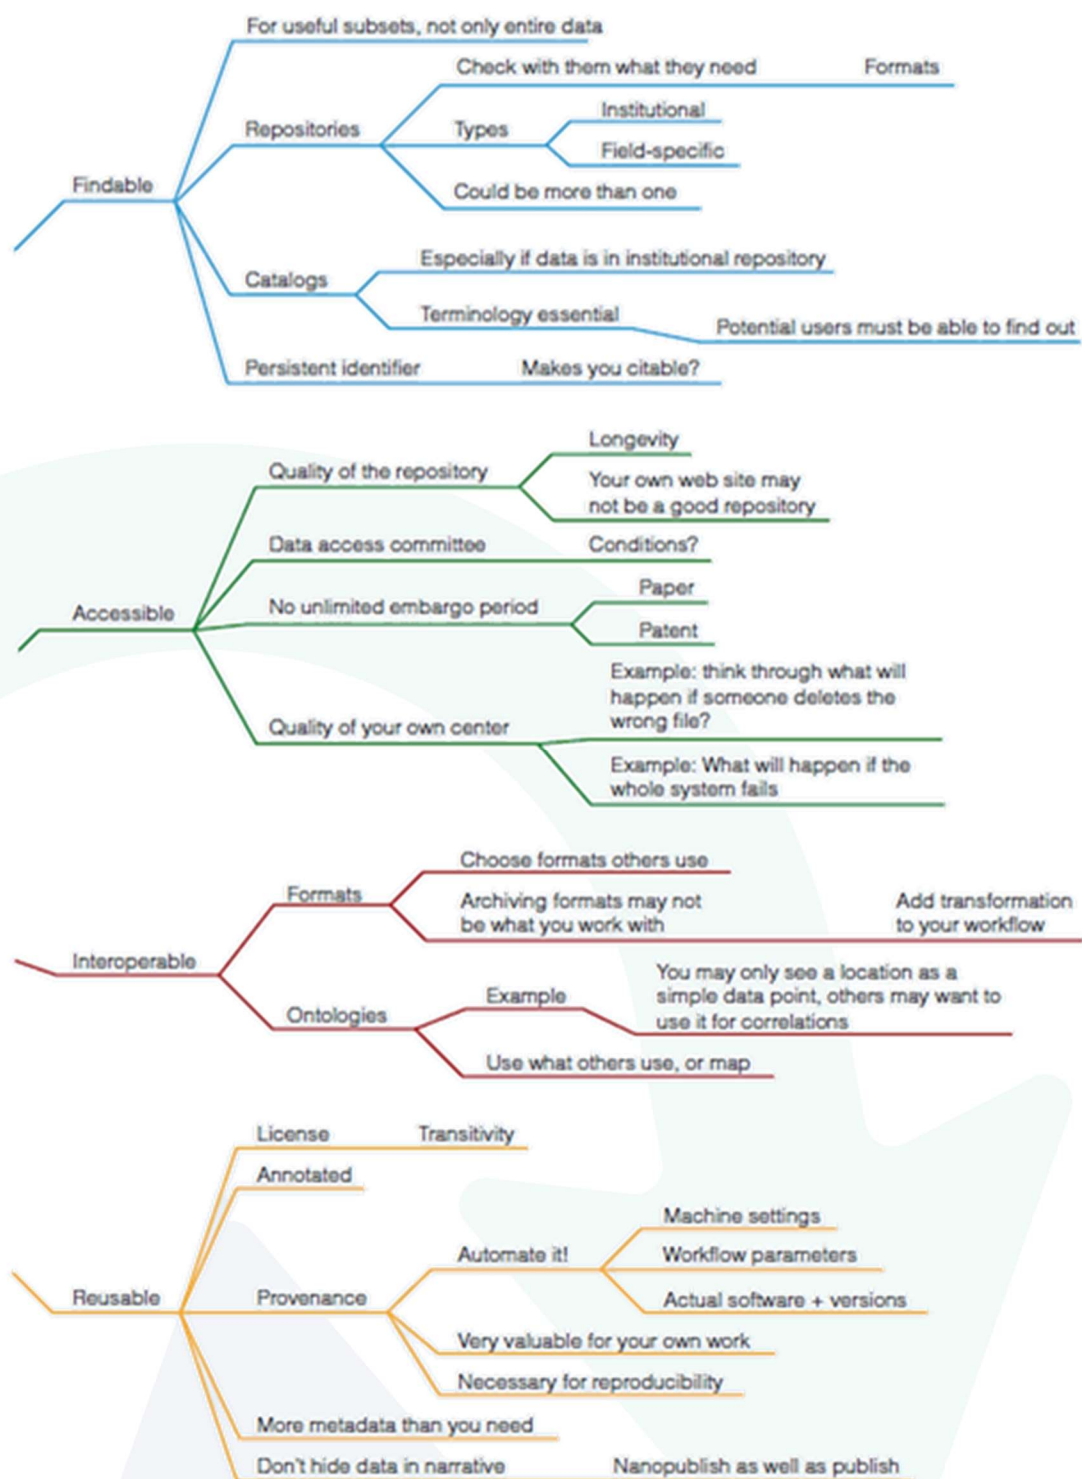 For useful subsets, not only entire data
Check with them what they need
Formats
Institutional
Repositories
Types
Field-specific
Findable
Could be more than one
Especially if data is in institutional repository
Catalogs
Terminology essential
Potential users must be able to find out
Persistent identifier
Makes you citable?
Longevity
Quality of the repository
Your own web site may
not be a good repository
Data access committee
Conditions?
Paper
Accessible
No unlimited embargo period
Patent
Example: think through what will
happen if someone deletes the
wrong file?
Quality of your own center
Example: What will happen if the
whole system fails
Choose formats others use
Formats
Archiving formats may not
be what you work with
Add transformation
to your workflow
Interoperable
You may only see a location as a
simple data point, others may want to
use it for correlations
Example
Ontologies
Use what others use, or map
License
Transitivity
Annotated
Machine settings
Automate it!
Workflow parameters
Reusable
Provenance
Actual software + versions
Very valuable for your own work
Necessary for reproducibility
More metadata than you need
Don't hide data in narrative
Nanopublish as well as publish